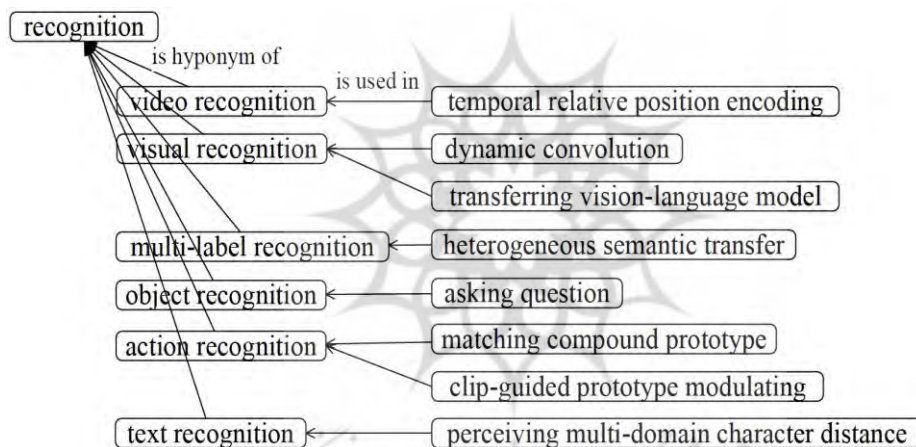 recognition
is hyponym of
is used in
video recognition
temporal relative position encoding
visual recognition
dynamic convolution
transferring vision-language model
multi-label recognition
heterogeneous semantic transfer
object recognition
asking question
action recognition
matching compound prototype
clip-guided prototype modulating
text recognition
perceiving multi-domain character distance